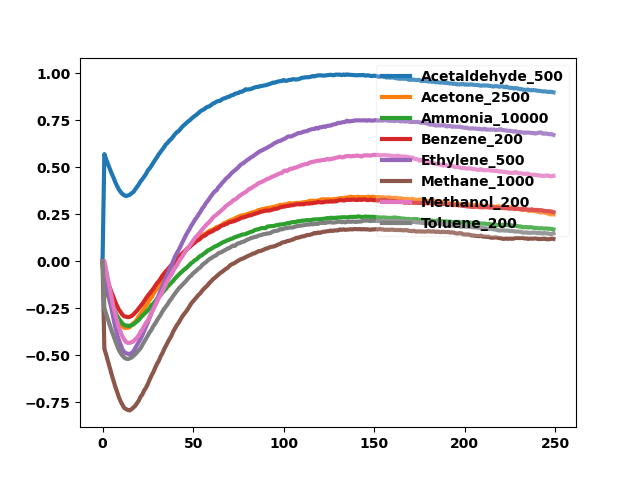 1.00
0.75
0.50
0.25
0.00
−0.25
−0.50
−0.75
0
50
100
150
200
250
Acetaldehyde_500
Acetone_2500
Ammonia_10000
Benzene_200
Ethylene_500
Methane_1000
Methanol_200
Toluene_200